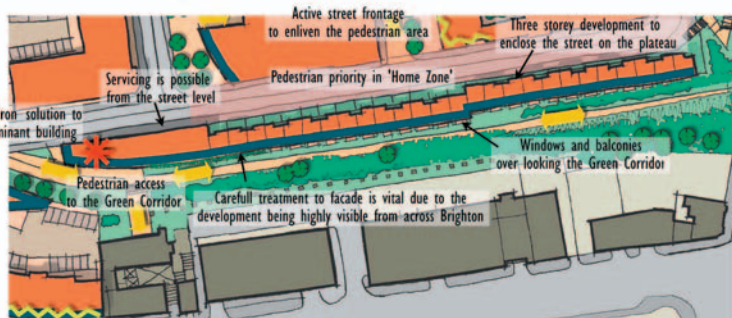 Active street frontage
to enliven the pedestrian area
Three storey development to
enclose the street on the plateau
Servicing is possible
from the street level
Pedestrian priority in 'Home Zone'
solution to
building
Windows and balconies
over looking the Green Corridor
Pedestrian access
to the Green Corridor
Carefull treatment to facade is vital due to the
development being highly visible from across Brighton